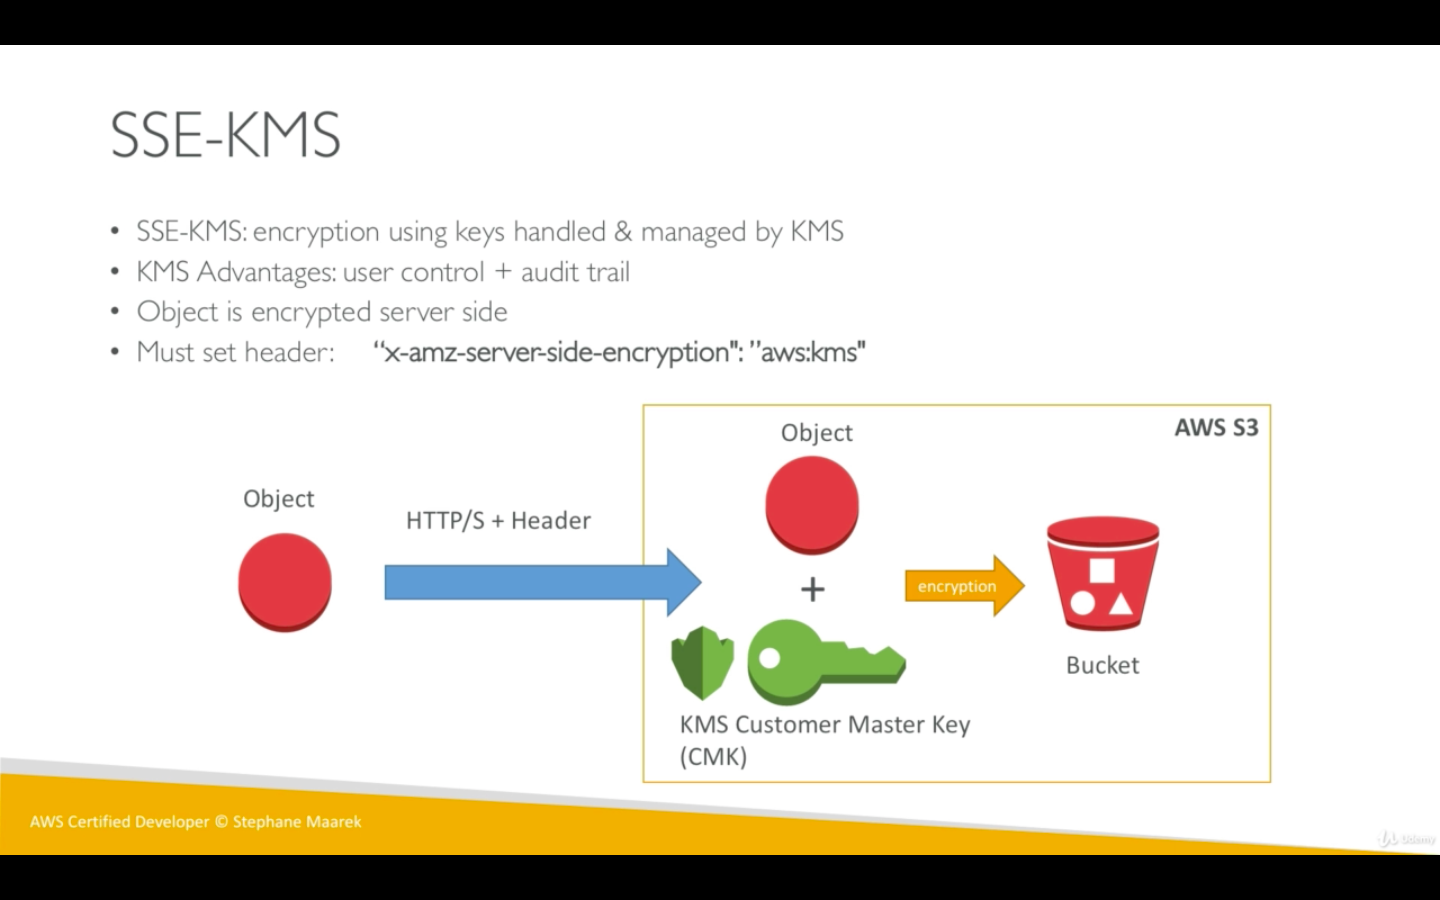 SSE-KMS
• SSE-KMS: encryption using keys handled & managed by KMS
• KMS Advantages: user control + audit trail
• Object is encrypted server side
• Must set header: “x-amz-server-side-encryption": ”aws:kms"
AWS S3
Object
Object
HTTP/S + Header
+
encryption
Bucket
KMS Customer Master Key
(CMK)
AWS Certified Developer © Stephane Maarek
Udemy